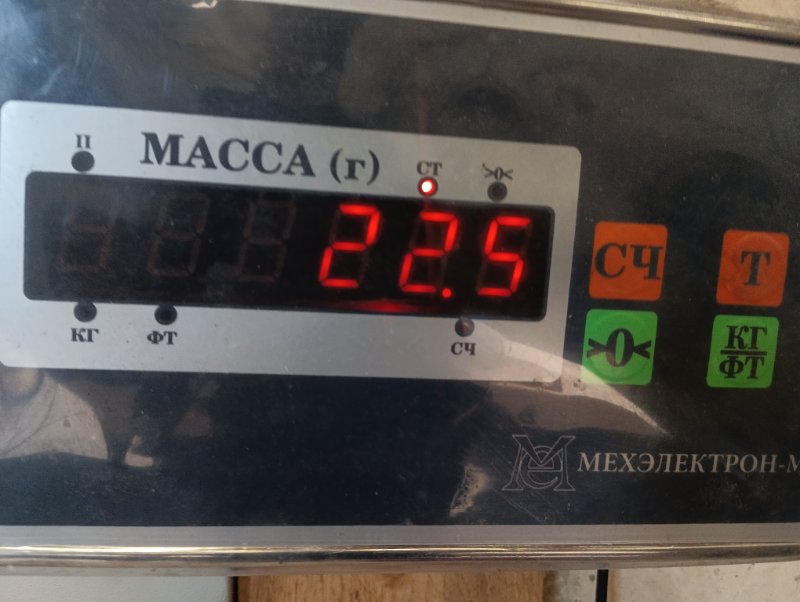 П
МАССА (г)
СТ
>0<
22.5
КГ
ФТ
СЧ
СЧ
Т
>0<
КГ
ФТ
МЕХЭЛЕКТРОН-М